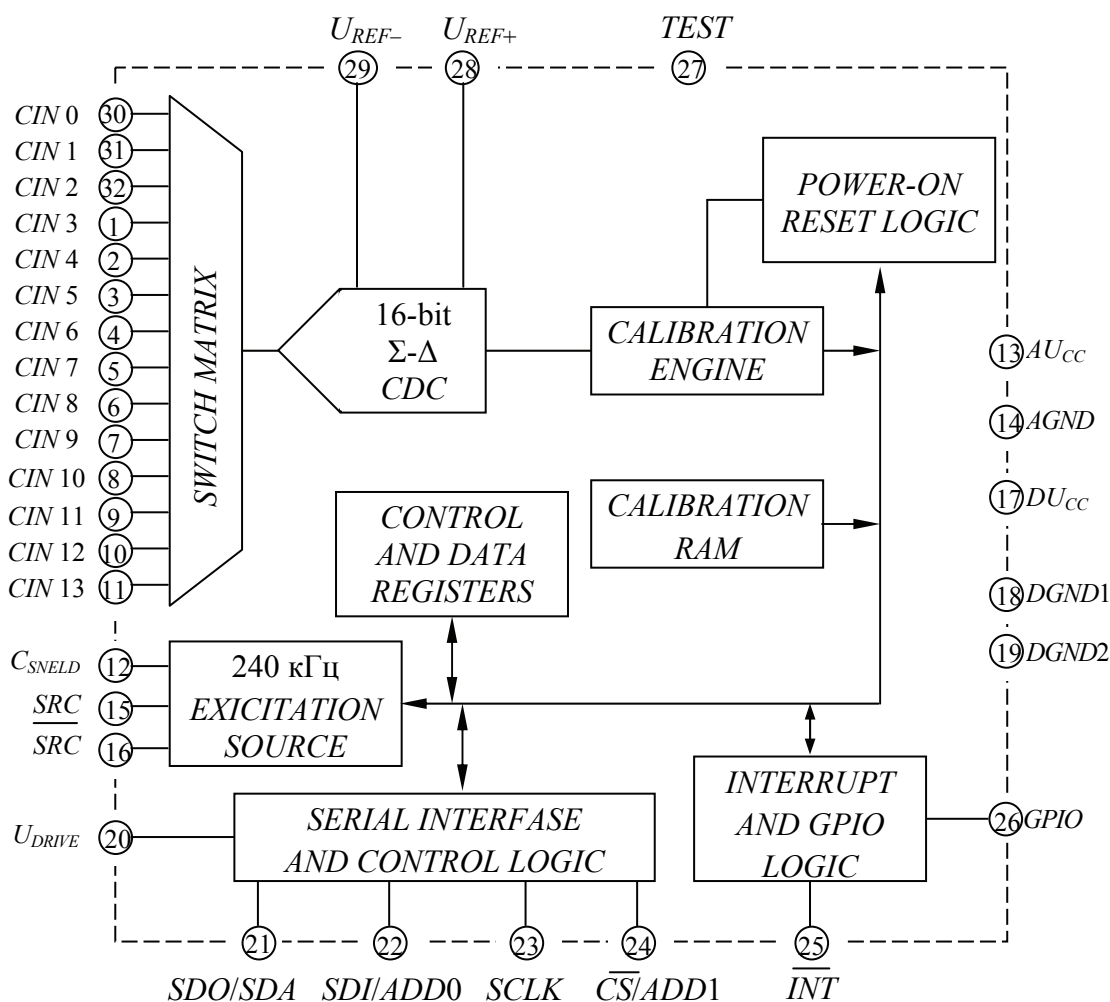 U_REF– U_REF+ TEST
29 28 27
CIN 0 30
CIN 1 31
CIN 2 32
CIN 3 1
CIN 4 2
CIN 5 3
CIN 6 4
CIN 7 5
CIN 8 6
CIN 9 7
CIN 10 8
CIN 11 9
CIN 12 10
CIN 13 11
SWITCH MATRIX
16-bit
Σ-Δ
CDC
CALIBRATION
ENGINE
POWER-ON
RESET LOGIC
13 AU_CC
14 AGND
17 DU_CC
18 DGND1
19 DGND2
CONTROL
AND DATA
REGISTERS
CALIBRATION
RAM
C_SNELD 12
SRC 15
S̅R̅C̅ 16
240 кГц
EXICITATION
SOURCE
U_DRIVE 20
SERIAL INTERFASE
AND CONTROL LOGIC
INTERRUPT
AND GPIO
LOGIC
26 GPIO
21 22 23 24 25
SDO/SDA SDI/ADD0 SCLK C̅S̅/ADD1 I̅N̅T̅